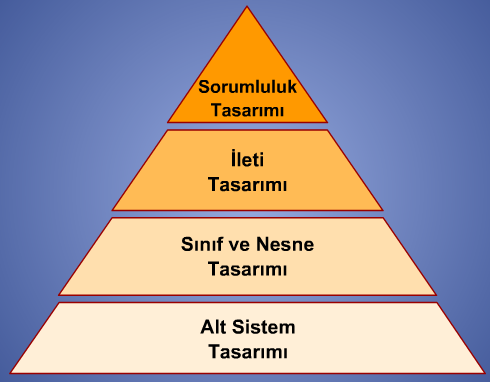 Sorumluluk
Tasarımı
İleti
Tasarımı
Sınıf ve Nesne
Tasarımı
Alt Sistem
Tasarımı